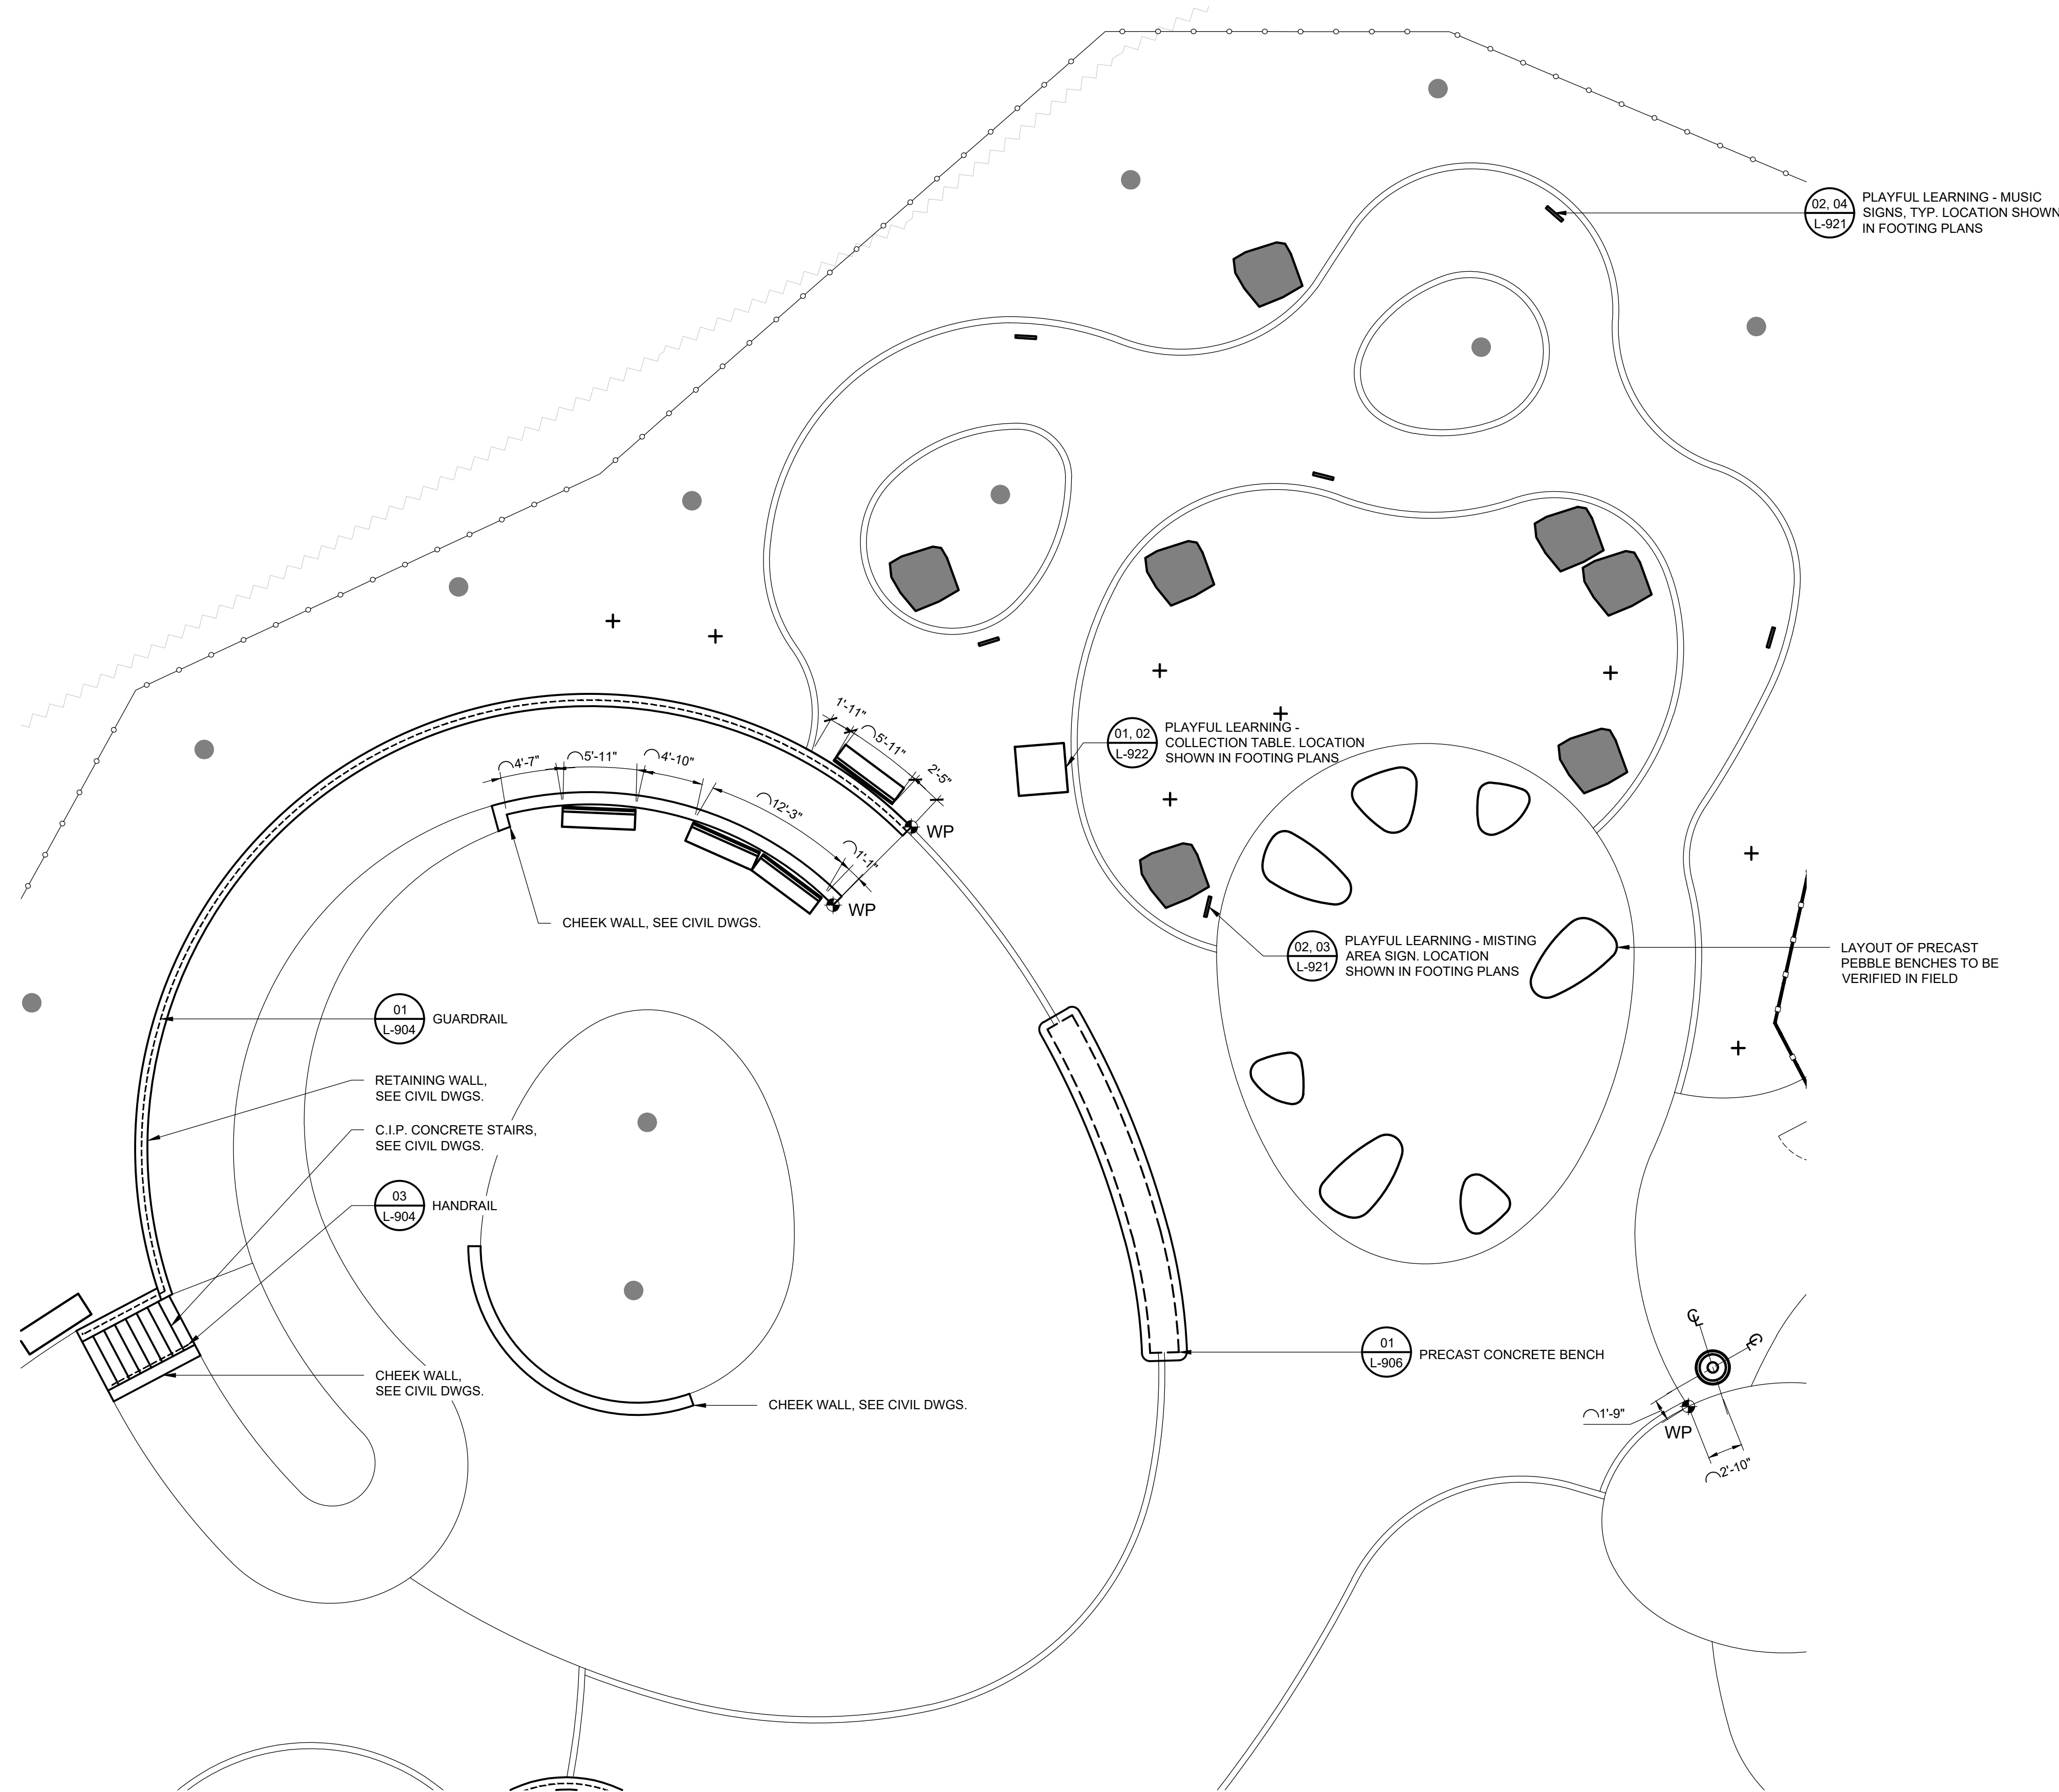 02, 04
L-921
PLAYFUL LEARNING - MUSIC
SIGNS, TYP. LOCATION SHOWN
IN FOOTING PLANS
1'-11"
5'-11"
2'-5"
4'-7"
5'-11"
4'-10"
12'-3"
1'-1"
WP
WP
01, 02
L-922
PLAYFUL LEARNING -
COLLECTION TABLE. LOCATION
SHOWN IN FOOTING PLANS
CHEEK WALL, SEE CIVIL DWGS.
02, 03
L-921
PLAYFUL LEARNING - MISTING
AREA SIGN. LOCATION
SHOWN IN FOOTING PLANS
LAYOUT OF PRECAST
PEBBLE BENCHES TO BE
VERIFIED IN FIELD
01
L-904
GUARDRAIL
RETAINING WALL,
SEE CIVIL DWGS.
C.I.P. CONCRETE STAIRS,
SEE CIVIL DWGS.
03
L-904
HANDRAIL
CHEEK WALL,
SEE CIVIL DWGS.
CHEEK WALL, SEE CIVIL DWGS.
01
L-906
PRECAST CONCRETE BENCH
CL
CL
1'-9"
WP
2'-10"